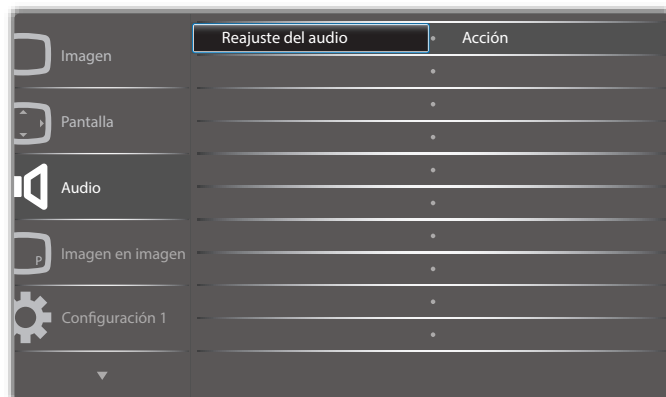 Imagen
Pantalla
Audio
P
Imagen en imagen
Configuración 1
Reajuste del audio
Acción